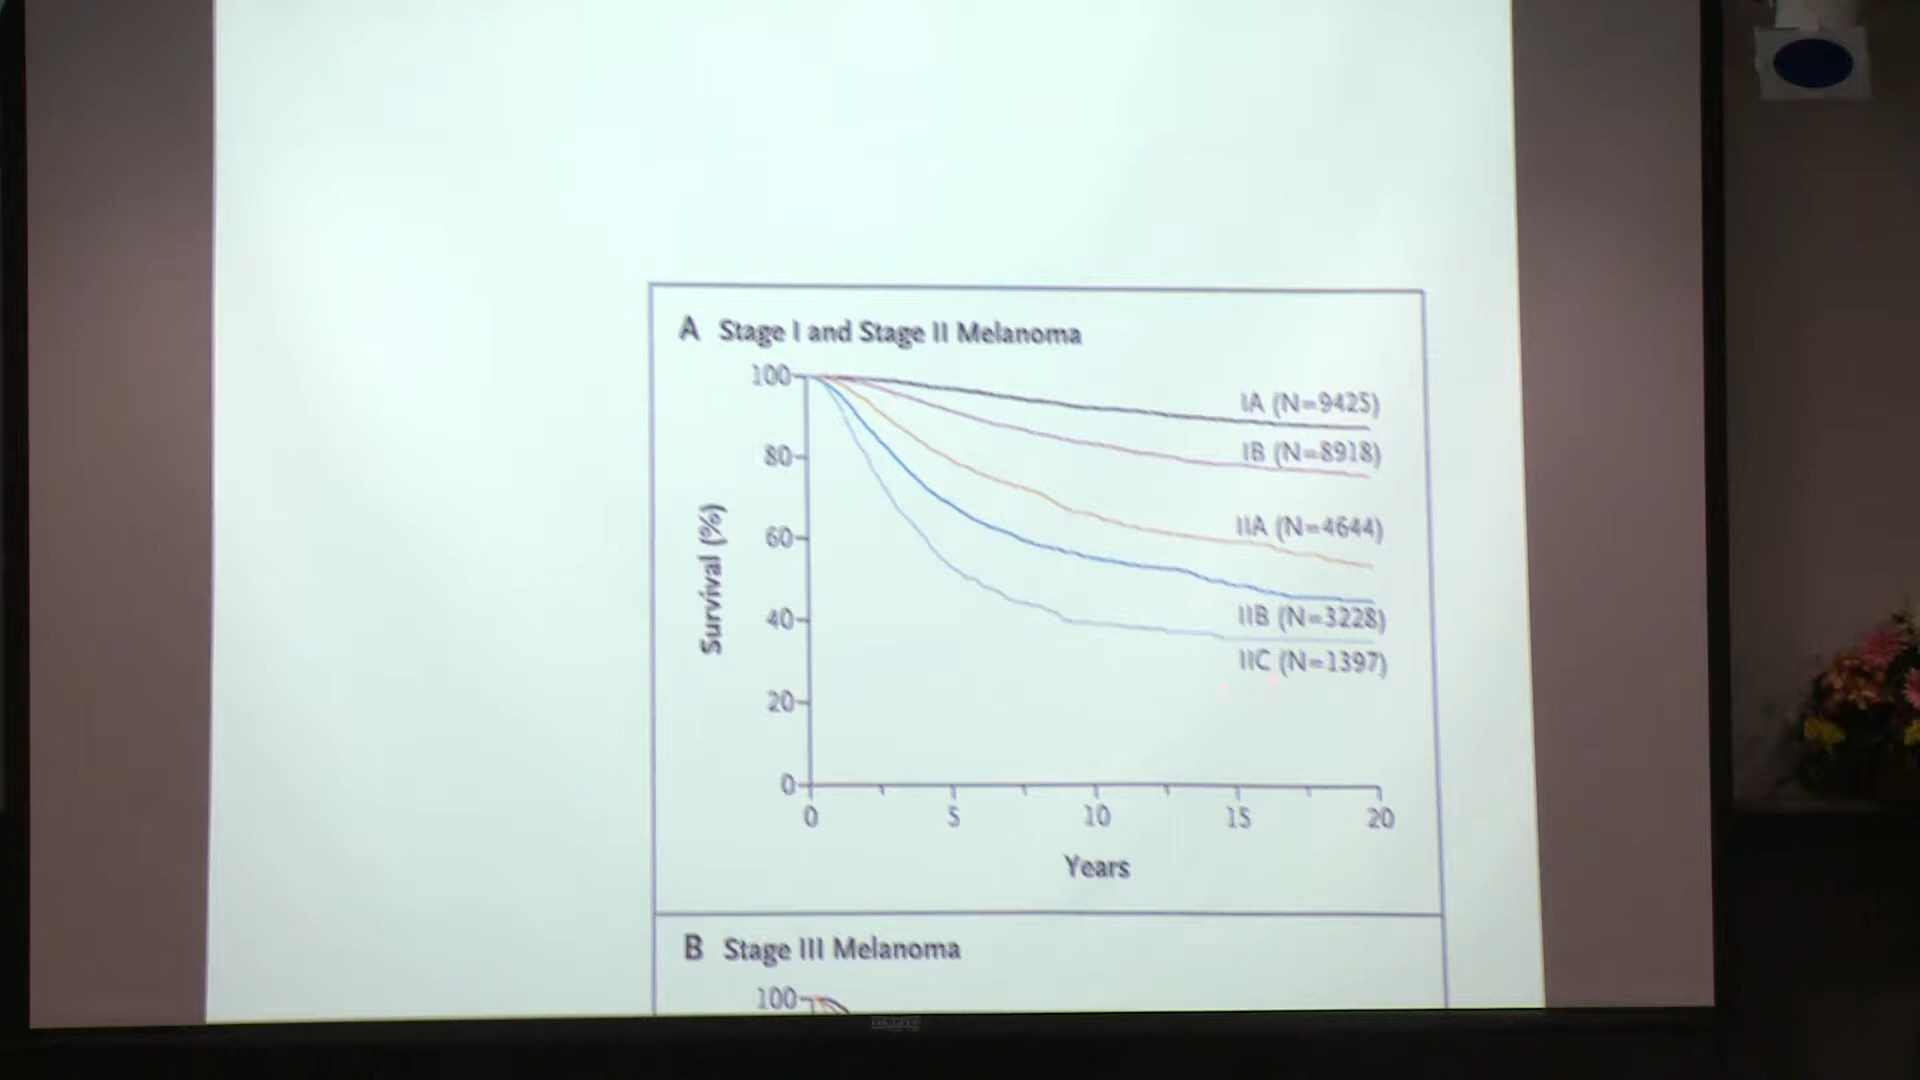 A Stage I and Stage II Melanoma
100
80
60
40
20
0
Survival (%)
IA (N=9425)
IB (N=8918)
IIA (N=4644)
IIB (N=3228)
IIC (N=1397)
0 5 10 15 20
Years
B Stage III Melanoma
100